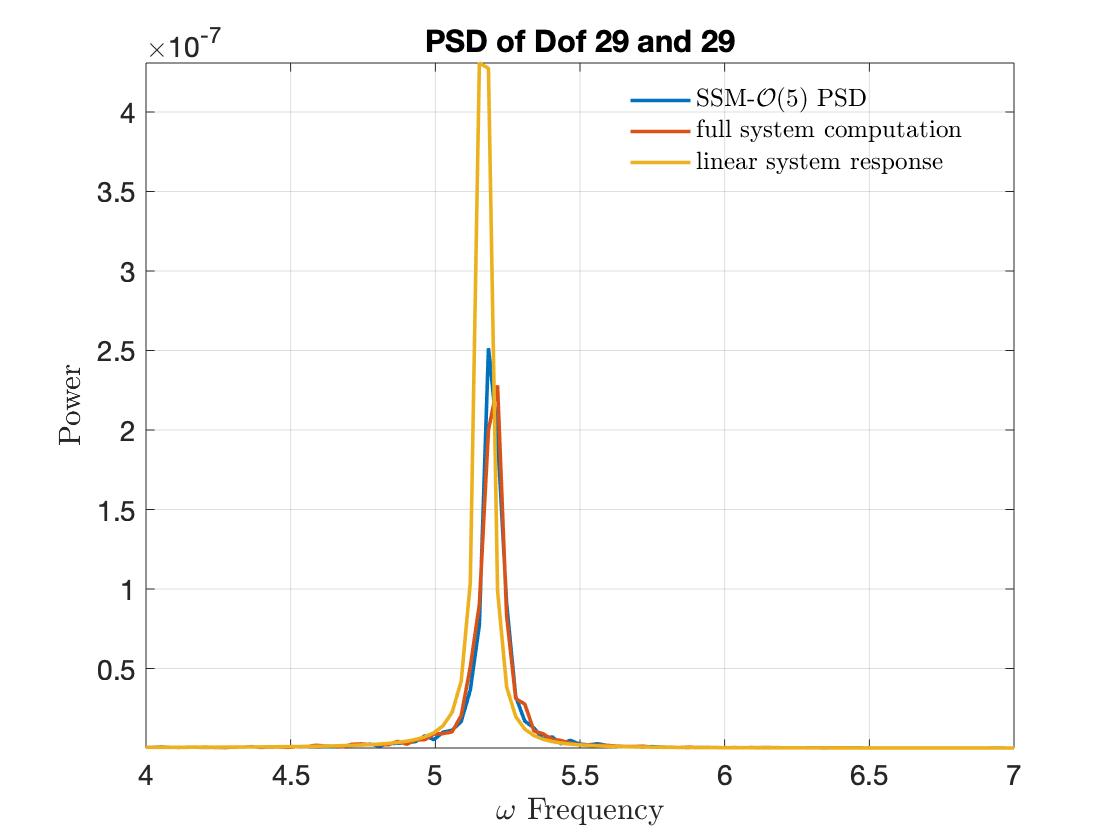 PSD of Dof 29 and 29
×10⁻⁷
SSM-𝒪(5) PSD
full system computation
linear system response
4
3.5
3
2.5
2
1.5
1
0.5
Power
4 4.5 5 5.5 6 6.5 7
ω Frequency